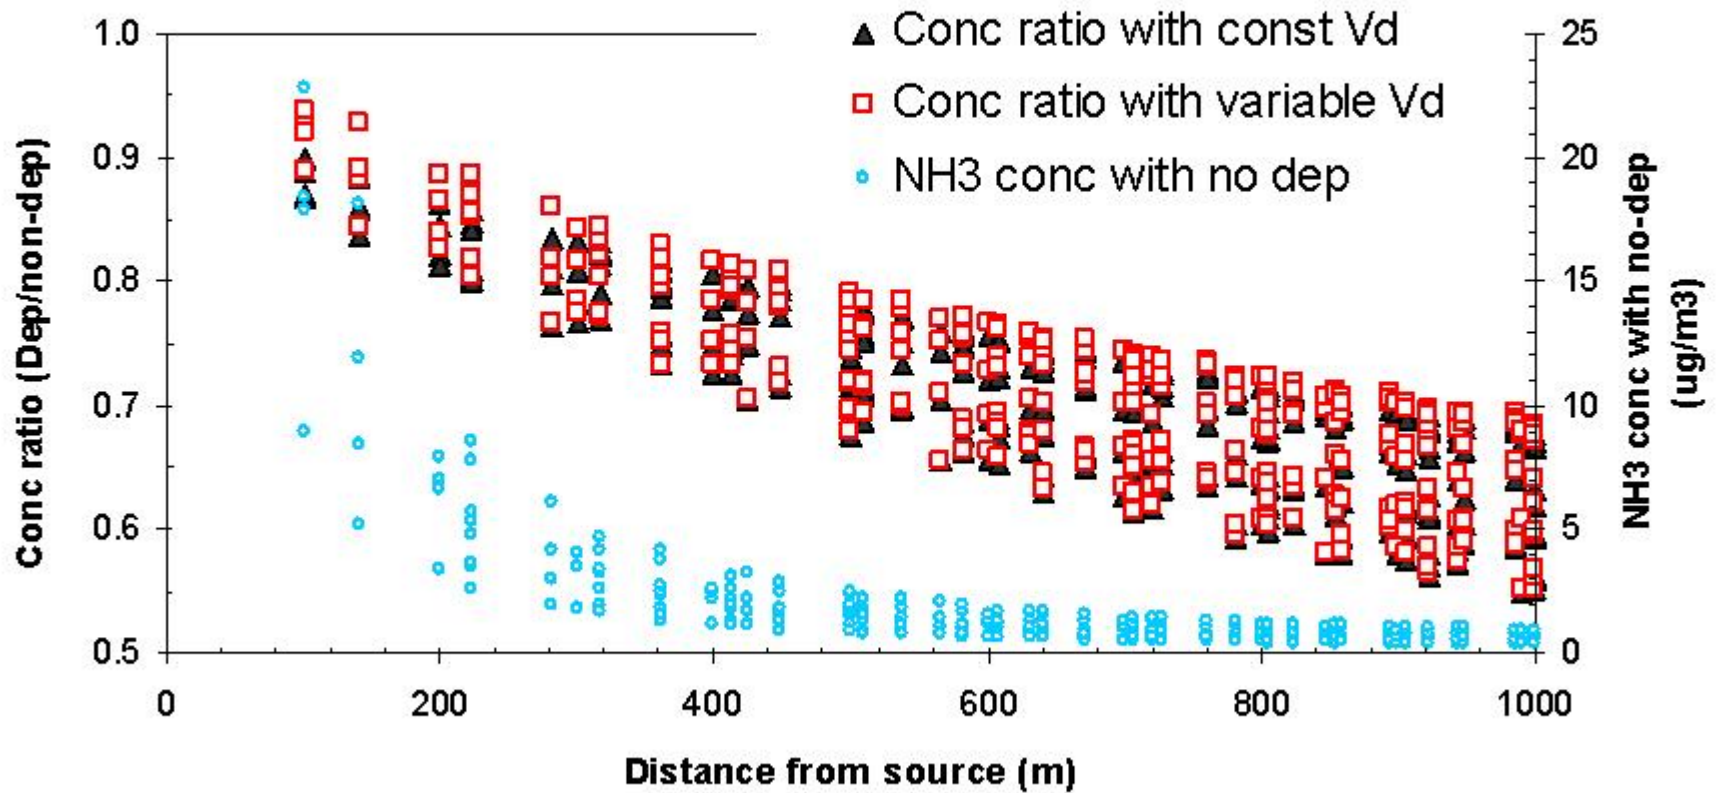 Conc ratio with const Vd
Conc ratio with variable Vd
NH3 conc with no dep
Conc ratio (Dep/non-dep)
1.0
0.9
0.8
0.7
0.6
0.5
NH3 conc with no-dep
(ug/m3)
25
20
15
10
5
0
0 200 400 600 800 1000
Distance from source (m)